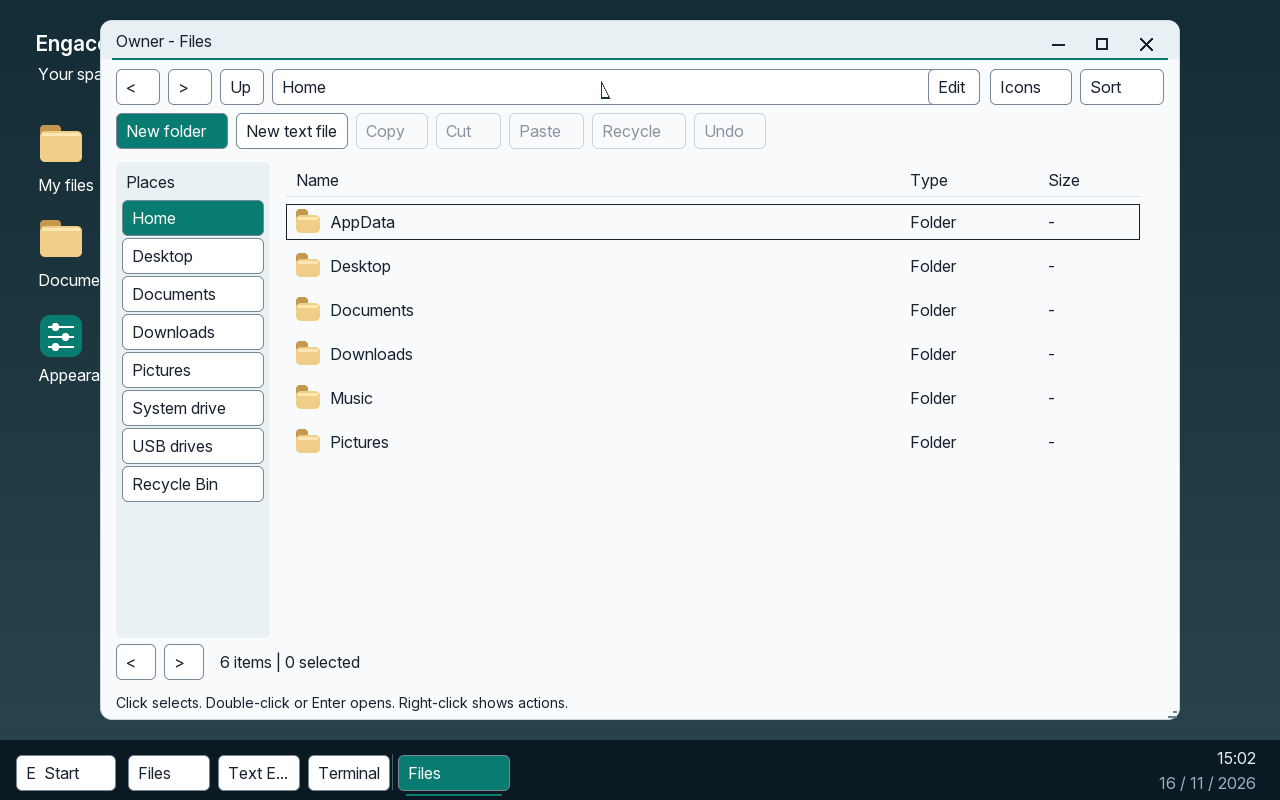 Owner - Files
Your spa
< > Up Home Edit Icons Sort
New folder New text file Copy Cut Paste Recycle Undo
My files
Docume
Appeara
Places
Home
Desktop
Documents
Downloads
Pictures
System drive
USB drives
Recycle Bin
Name Type Size
AppData Folder -
Desktop Folder -
Documents Folder -
Downloads Folder -
Music Folder -
Pictures Folder -
< > 6 items | 0 selected
Click selects. Double-click or Enter opens. Right-click shows actions.
E Start Files Text E... Terminal Files
15:02
16 / 11 / 2026